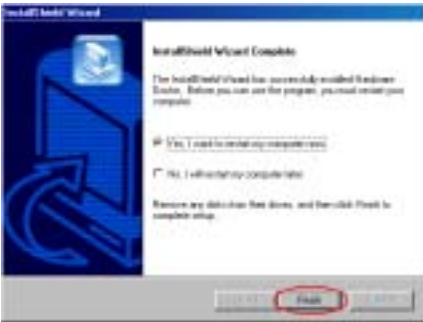 InstallShield Wizard
InstallShield Wizard Complete
The InstallShield Wizard has successfully installed Hardware
Doctor. Before you can use the program, you must restart your
computer.
Yes, I want to restart my computer now.
No, I will restart my computer later.
Remove any disks from their drives, and then click Finish to
complete setup.
Finish